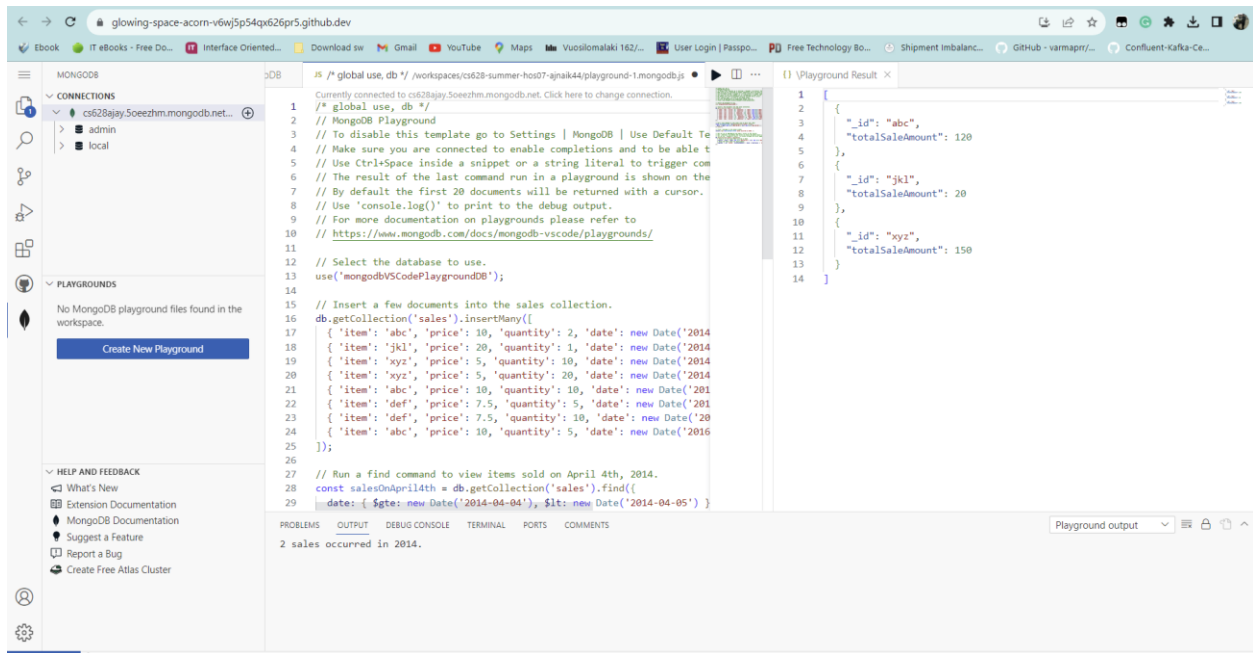 glowing-space-acorn-v6wj5p54qx626pr5.github.dev
Ebook
IT eBooks - Free Do...
Interface Oriented...
Download sw
Gmail
YouTube
Maps
Vuosilomalaki 162/...
User Login | Passpo...
Free Technology Bo...
Shipment Imbalanc...
GitHub - varmaprr/...
Confluent-Kafka-Ce...
MONGODB
CONNECTIONS
cs628ajay.5oeezhm.mongodb.net...
admin
local
PLAYGROUNDS
No MongoDB playground files found in the
workspace.
Create New Playground
HELP AND FEEDBACK
What's New
Extension Documentation
MongoDB Documentation
Suggest a Feature
Report a Bug
Create Free Atlas Cluster
DB
JS /* global use, db */ /workspaces/cs628-summer-hos07-ajnaik44/playground-1.mongodb.js
Currently connected to cs628ajay.5oeezhm.mongodb.net. Click here to change connection.
1 /* global use, db */
2 // MongoDB Playground
3 // To disable this template go to Settings | MongoDB | Use Default Te
4 // Make sure you are connected to enable completions and to be able t
5 // Use Ctrl+Space inside a snippet or a string literal to trigger com
6 // The result of the last command run in a playground is shown on the
7 // By default the first 20 documents will be returned with a cursor.
8 // Use 'console.log()' to print to the debug output.
9 // For more documentation on playgrounds please refer to
10 // https://www.mongodb.com/docs/mongodb-vscode/playgrounds/
11
12 // Select the database to use.
13 use('mongodbVSCodePlaygroundDB');
14
15 // Insert a few documents into the sales collection.
16 db.getCollection('sales').insertMany([
17 { 'item': 'abc', 'price': 10, 'quantity': 2, 'date': new Date('2014
18 { 'item': 'jkl', 'price': 20, 'quantity': 1, 'date': new Date('2014
19 { 'item': 'xyz', 'price': 5, 'quantity': 10, 'date': new Date('2014
20 { 'item': 'xyz', 'price': 5, 'quantity': 20, 'date': new Date('2014
21 { 'item': 'abc', 'price': 10, 'quantity': 10, 'date': new Date('201
22 { 'item': 'def', 'price': 7.5, 'quantity': 5, 'date': new Date('201
23 { 'item': 'def', 'price': 7.5, 'quantity': 10, 'date': new Date('20
24 { 'item': 'abc', 'price': 10, 'quantity': 5, 'date': new Date('2016
25 ]);
26
27 // Run a find command to view items sold on April 4th, 2014.
28 const salesOnApril4th = db.getCollection('sales').find({
29 date: { $gte: new Date('2014-04-04'), $lt: new Date('2014-04-05') }
{} \Playground Result
1 [
2 {
3 "_id": "abc",
4 "totalSaleAmount": 120
5 },
6 {
7 "_id": "jkl",
8 "totalSaleAmount": 20
9 },
10 {
11 "_id": "xyz",
12 "totalSaleAmount": 150
13 }
14 ]
PROBLEMS OUTPUT DEBUG CONSOLE TERMINAL PORTS COMMENTS
Playground output
2 sales occurred in 2014.